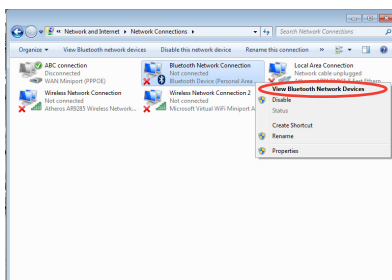 « Network and Internet ▸ Network Connections ▸
Search Network Connections
Organize ▾ View Bluetooth network devices Disable this network device Rename this connection »
ABC connection
Disconnected
WAN Miniport (PPPOE)
Bluetooth Network Connection
Not connected
Bluetooth Device (Personal Area
Local Area Connection
Network cable unplugged
Wireless Network Connection
Not connected
Atheros AR9285 Wireless Network...
Wireless Network Connection 2
Not connected
Microsoft Virtual WiFi Miniport A
View Bluetooth Network Devices
Disable
Status
Create Shortcut
Rename
Properties